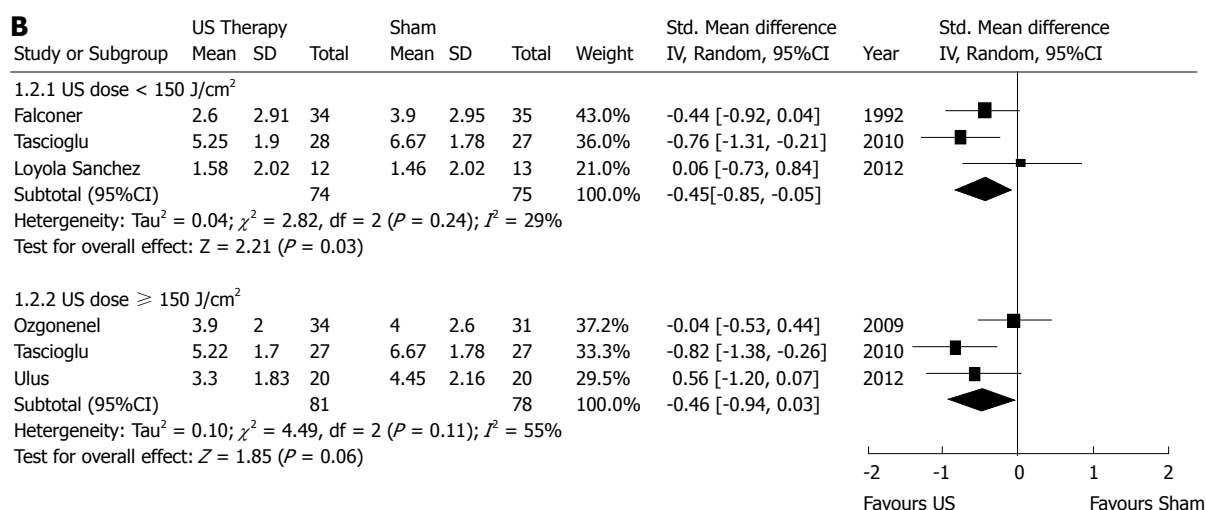 B
US Therapy Sham Std. Mean difference Std. Mean difference
Study or Subgroup Mean SD Total Mean SD Total Weight IV, Random, 95%CI Year IV, Random, 95%CI
1.2.1 US dose < 150 J/cm²
Falconer 2.6 2.91 34 3.9 2.95 35 43.0% -0.44 [-0.92, 0.04] 1992
Tascioglu 5.25 1.9 28 6.67 1.78 27 36.0% -0.76 [-1.31, -0.21] 2010
Loyola Sanchez 1.58 2.02 12 1.46 2.02 13 21.0% 0.06 [-0.73, 0.84] 2012
Subtotal (95%CI) 74 75 100.0% -0.45[-0.85, -0.05]
Hetergeneity: Tau² = 0.04; χ² = 2.82, df = 2 (P = 0.24); I² = 29%
Test for overall effect: Z = 2.21 (P = 0.03)
1.2.2 US dose ⩾ 150 J/cm²
Ozgonenel 3.9 2 34 4 2.6 31 37.2% -0.04 [-0.53, 0.44] 2009
Tascioglu 5.22 1.7 27 6.67 1.78 27 33.3% -0.82 [-1.38, -0.26] 2010
Ulus 3.3 1.83 20 4.45 2.16 20 29.5% 0.56 [-1.20, 0.07] 2012
Subtotal (95%CI) 81 78 100.0% -0.46 [-0.94, 0.03]
Hetergeneity: Tau² = 0.10; χ² = 4.49, df = 2 (P = 0.11); I² = 55%
Test for overall effect: Z = 1.85 (P = 0.06)
-2 -1 0 1 2
Favours US Favours Sham